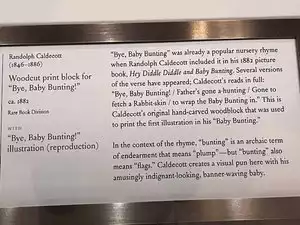 Randolph Caldecott
(1846–1886)
Woodcut print block for
“Bye, Baby Bunting!”
ca. 1882
Rare Book Division
WITH
“Bye, Baby Bunting!”
illustration (reproduction)
“Bye, Baby Bunting” was already a popular nursery rhyme
when Randolph Caldecott included it in his 1882 picture
book, Hey Diddle Diddle and Baby Bunting. Several versions
of the verse have appeared; Caldecott's reads in full:
“Bye, Baby Bunting! / Father's gone a-hunting / Gone to
fetch a Rabbit-skin / to wrap the Baby Bunting in.” This is
Caldecott's original hand-carved woodblock that was used
to print the first illustration in his “Baby Bunting.”
In the context of the rhyme, “bunting” is an archaic term
of endearment that means “plump”—but “bunting” also
means “flags.” Caldecott creates a visual pun here with his
amusingly indignant-looking, banner-waving baby.